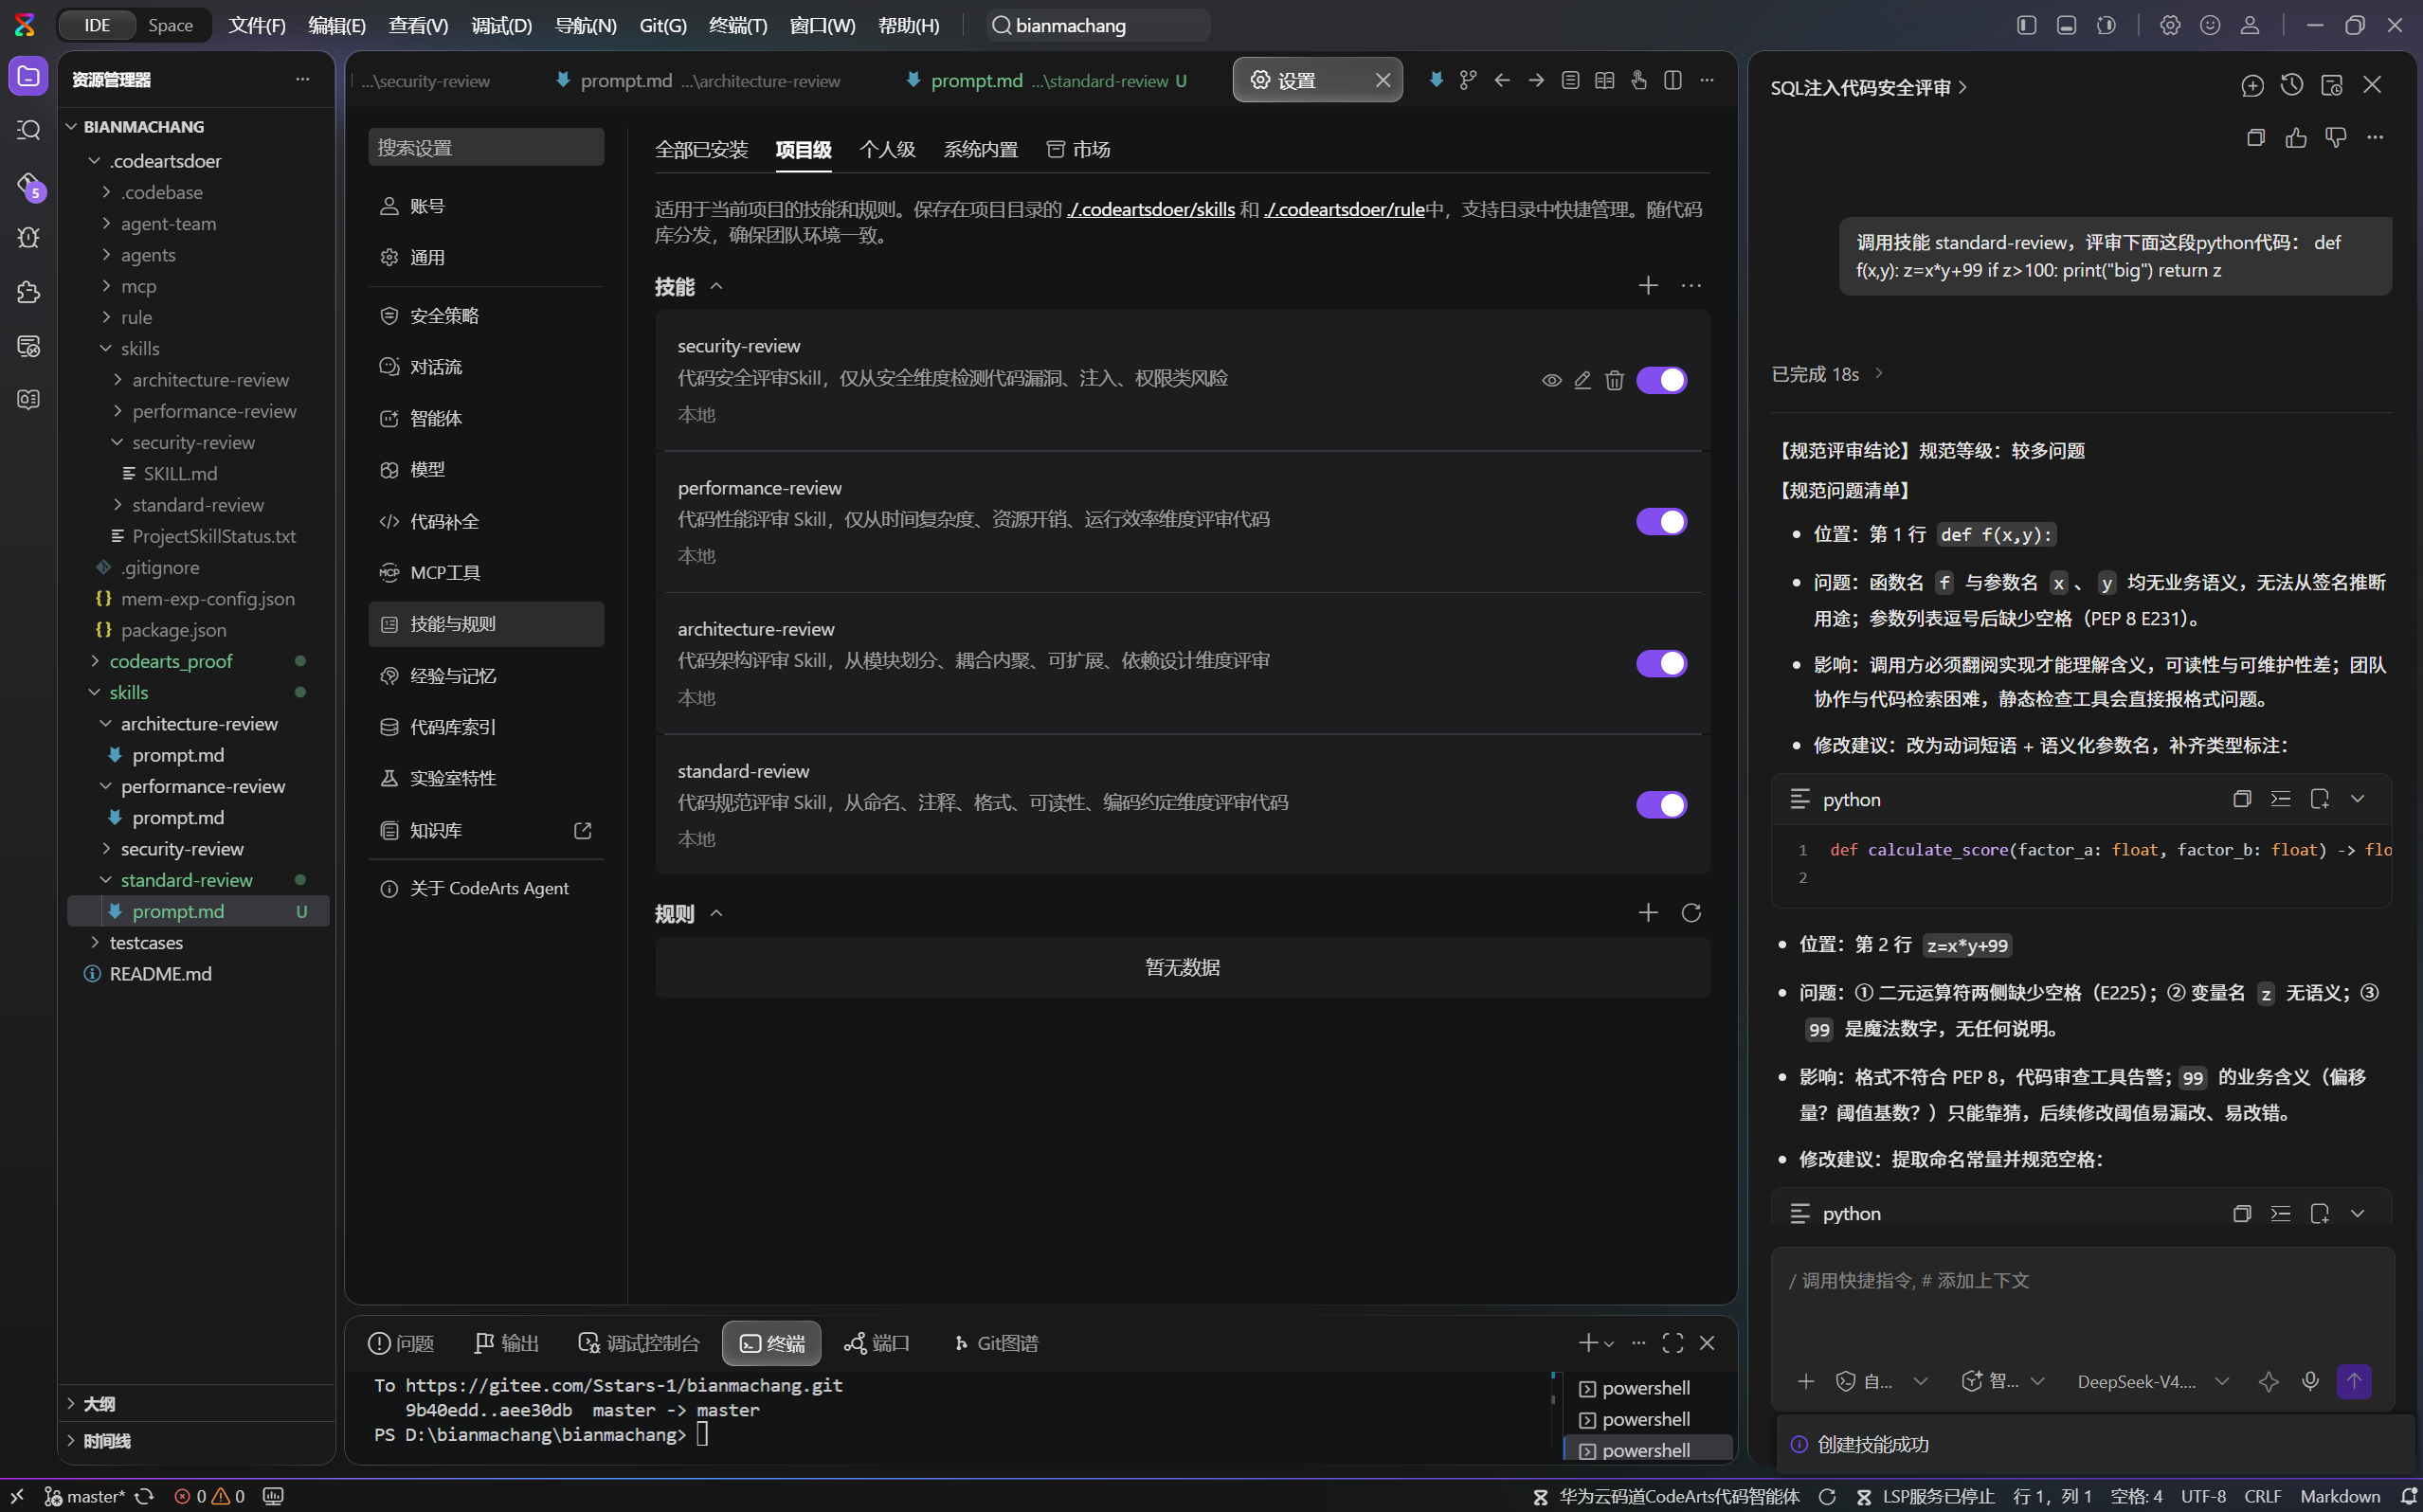 IDE Space 文件(F) 编辑(E) 查看(V) 调试(D) 导航(N) Git(G) 终端(T) 窗口(W) 帮助(H) bianmachang
资源管理器
BIANMACHANG
.codeartsdoer
.codebase
agent-team
agents
mcp
rule
skills
architecture-review
performance-review
security-review
SKILL.md
standard-review
ProjectSkillStatus.txt
.gitignore
mem-exp-config.json
package.json
codearts_proof
skills
architecture-review
prompt.md
performance-review
prompt.md
security-review
standard-review
prompt.md U
testcases
README.md
大纲
时间线
5
...\security-review prompt.md ...\architecture-review prompt.md ...\standard-review U 设置
搜索设置
账号
通用
安全策略
对话流
智能体
模型
代码补全
MCP工具
技能与规则
经验与记忆
代码库索引
实验室特性
知识库
关于 CodeArts Agent
全部已安装 项目级 个人级 系统内置 市场
适用于当前项目的技能和规则。保存在项目目录的 ./.codeartsdoer/skills 和 ./.codeartsdoer/rule中，支持目录中快捷管理。随代码
库分发，确保团队环境一致。
技能
security-review
代码安全评审Skill，仅从安全维度检测代码漏洞、注入、权限类风险
本地
performance-review
代码性能评审 Skill，仅从时间复杂度、资源开销、运行效率维度评审代码
本地
architecture-review
代码架构评审 Skill，从模块划分、耦合内聚、可扩展、依赖设计维度评审
本地
standard-review
代码规范评审 Skill，从命名、注释、格式、可读性、编码约定维度评审代码
本地
规则
暂无数据
问题 输出 调试控制台 终端 端口 Git图谱
To https://gitee.com/Sstars-1/bianmachang.git
9b40edd..aee30db master -> master
PS D:\bianmachang\bianmachang>
powershell
powershell
powershell
SQL注入代码安全评审
调用技能 standard-review，评审下面这段python代码： def
f(x,y): z=x*y+99 if z>100: print("big") return z
已完成 18s
【规范评审结论】规范等级：较多问题
【规范问题清单】
• 位置：第 1 行 def f(x,y):
• 问题：函数名 f 与参数名 x 、 y 均无业务语义，无法从签名推断
用途；参数列表逗号后缺少空格（PEP 8 E231）。
• 影响：调用方必须翻阅实现才能理解含义，可读性与可维护性差；团队
协作与代码检索困难，静态检查工具会直接报格式问题。
• 修改建议：改为动词短语 + 语义化参数名，补齐类型标注：
python
1 def calculate_score(factor_a: float, factor_b: float) -> flo
2
• 位置：第 2 行 z=x*y+99
• 问题：① 二元运算符两侧缺少空格（E225）；② 变量名 z 无语义；③
99 是魔法数字，无任何说明。
• 影响：格式不符合 PEP 8，代码审查工具告警； 99 的业务含义（偏移
量？阈值基数？）只能靠猜，后续修改阈值易漏改、易改错。
• 修改建议：提取命名常量并规范空格：
python
/ 调用快捷指令, # 添加上下文
自... 智... DeepSeek-V4....
创建技能成功
master* 0 0 华为云码道CodeArts代码智能体 LSP服务已停止 行 1，列 1 空格: 4 UTF-8 CRLF Markdown